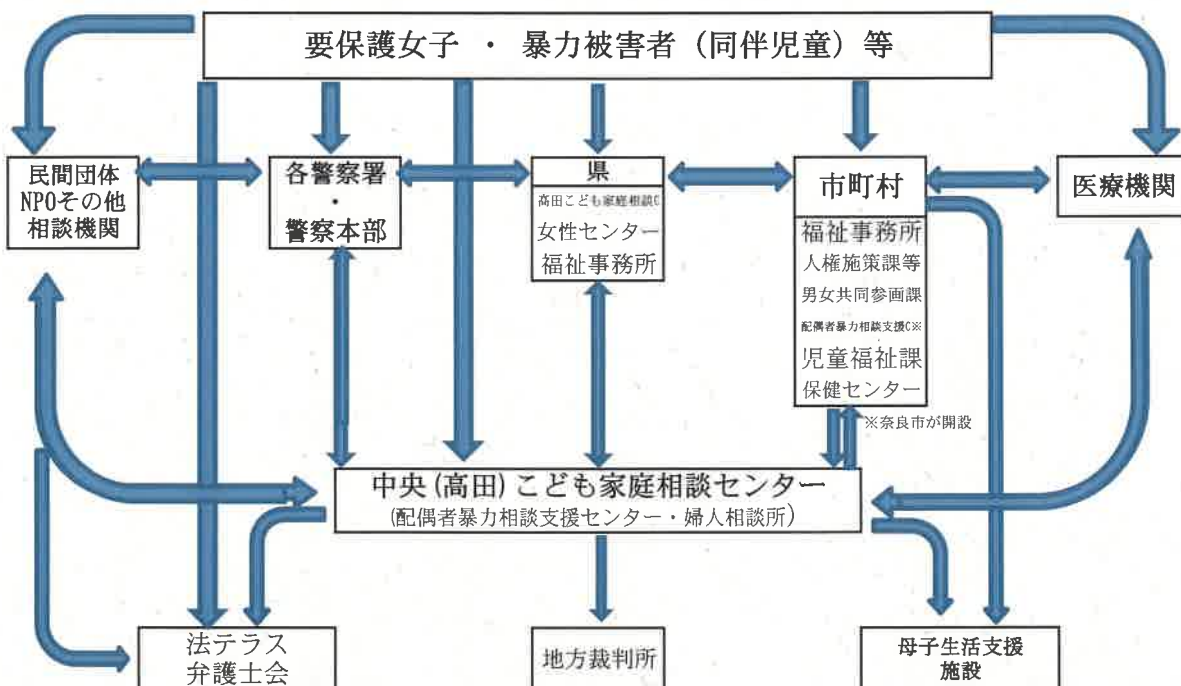 要保護女子 ・ 暴力被害者（同伴児童）等
民間団体
NPOその他
相談機関
各警察署
・
警察本部
県
高田こども家庭相談C
女性センター
福祉事務所
市町村
福祉事務所
人権施策課等
男女共同参画課
配偶者暴力相談支援C※
児童福祉課
保健センター
医療機関
※奈良市が開設
中央(高田)こども家庭相談センター
(配偶者暴力相談支援センター・婦人相談所)
法テラス
弁護士会
地方裁判所
母子生活支援
施設